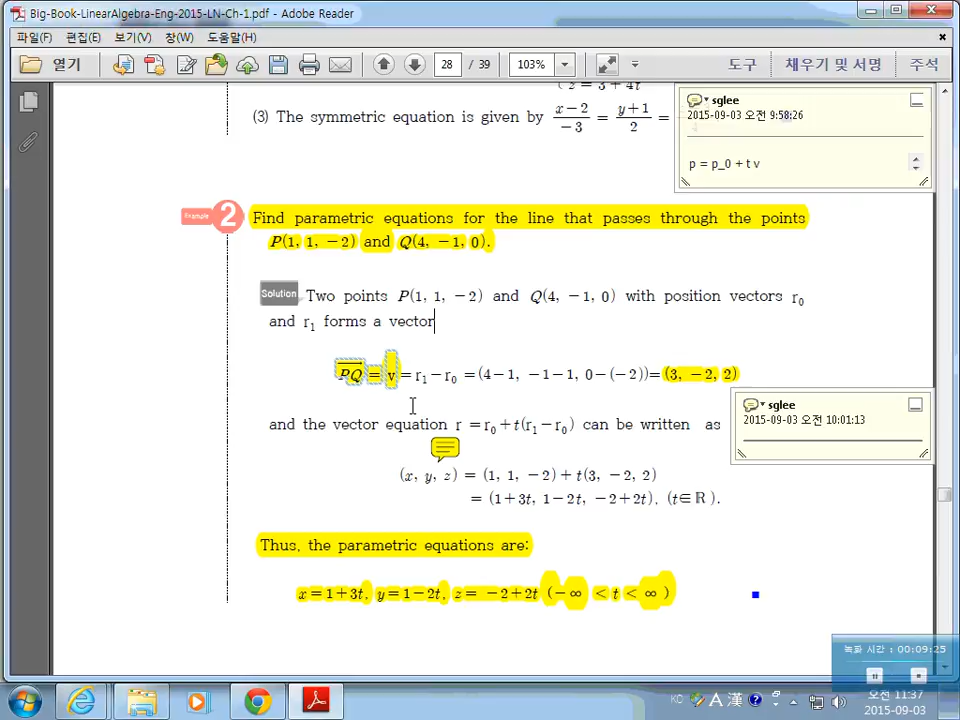 Big-Book-LinearAlgebra-Eng-2015-LN-Ch-1.pdf - Adobe Reader
파일(F) 편집(E) 보기(V) 창(W) 도움말(H)
열기 28 / 39 103% 도구 채우기 및 서명 주석
z = 3 + 4t
(3) The symmetric equation is given by (x−2)/−3 = (y+1)/2 =
sglee
2015-09-03 오전 9:58:26
p = p_0 + t v
Example 2 Find parametric equations for the line that passes through the points
P(1, 1, −2) and Q(4, −1, 0).
Solution Two points P(1, 1, −2) and Q(4, −1, 0) with position vectors r₀
and r₁ forms a vector
PQ = v = r₁ − r₀ = (4−1, −1−1, 0−(−2)) = (3, −2, 2)
sglee
2015-09-03 오전 10:01:13
and the vector equation r = r₀ + t(r₁ − r₀) can be written as
(x, y, z) = (1, 1, −2) + t(3, −2, 2)
= (1+3t, 1−2t, −2+2t), (t∈ℝ).
Thus, the parametric equations are:
x = 1+3t, y = 1−2t, z = −2+2t (−∞ < t < ∞)
녹화 시간 : 00:09:25
KC A 漢
오전 11:37
2015-09-03